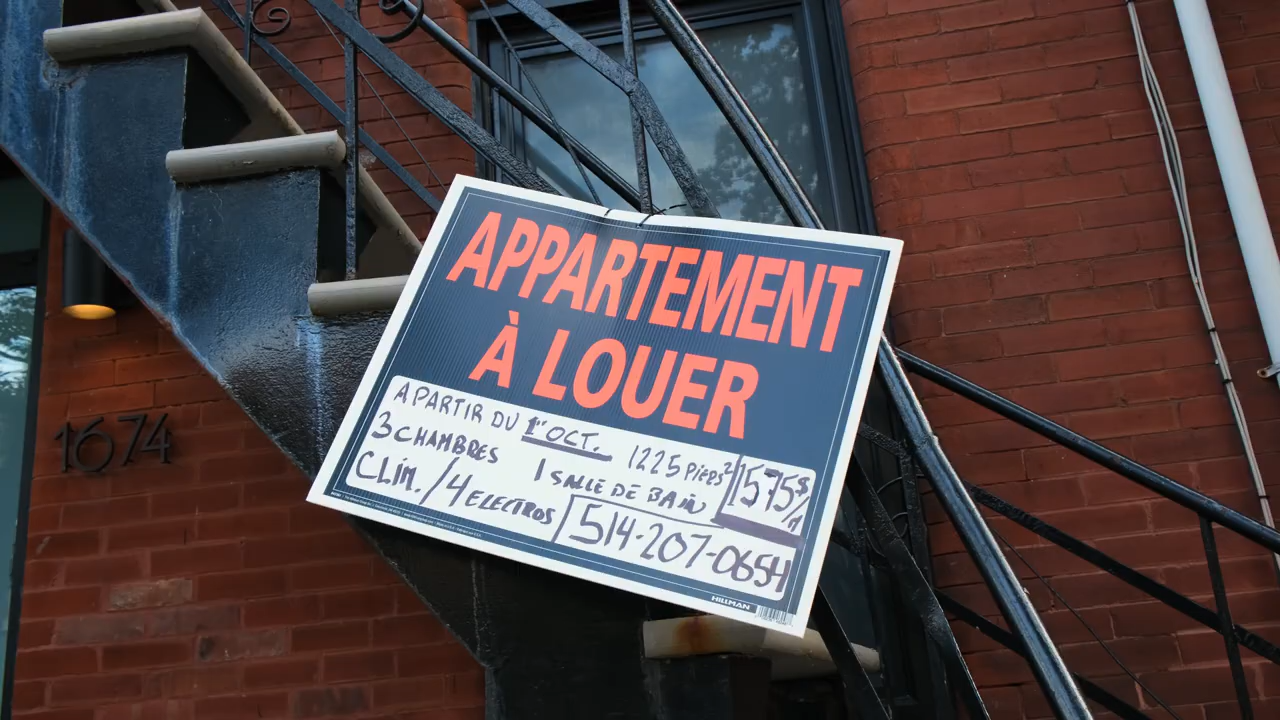 1674
APPARTEMENT
À LOUER
A PARTIR DU 1er OCT. 1225 PIEDS² 1575$/M
3 CHAMBRES 1 SALLE DE BAIN
CLIM. / 4 ELECTROS 514-207-0654
HILLMAN